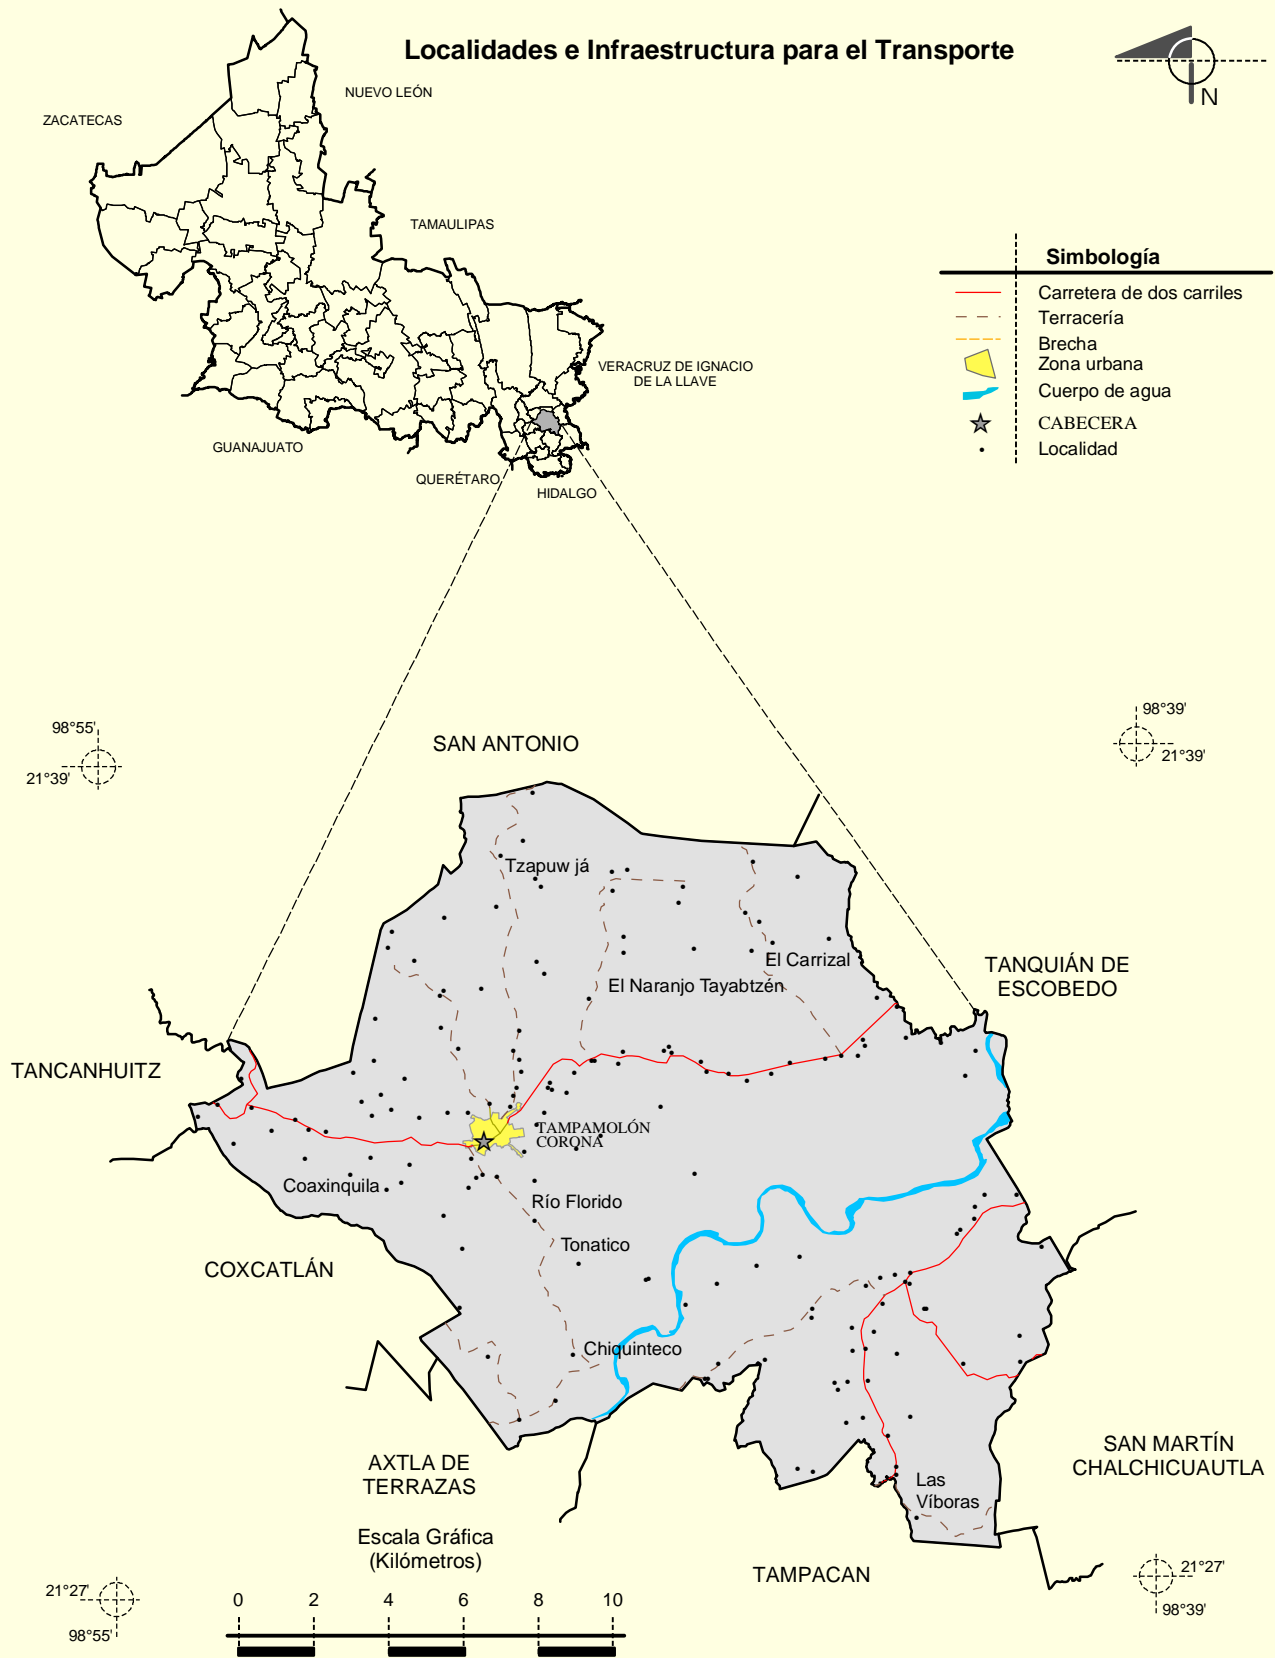 Localidades e Infraestructura para el Transporte
N
NUEVO LEÓN
ZACATECAS
TAMAULIPAS
VERACRUZ DE IGNACIO
DE LA LLAVE
GUANAJUATO
QUERÉTARO
HIDALGO
Simbología
Carretera de dos carriles
Terracería
Brecha
Zona urbana
Cuerpo de agua
CABECERA
Localidad
98°55'
21°39'
98°39'
21°39'
SAN ANTONIO
Tzapuw já
El Carrizal
El Naranjo Tayabtzén
TANQUIÁN DE
ESCOBEDO
TANCANHUITZ
TAMPAMOLÓN
CORONA
Coaxinquila
Río Florido
Tonatico
COXCATLÁN
Chiquinteco
AXTLA DE
TERRAZAS
SAN MARTÍN
CHALCHICUAUTLA
Las
Víboras
TAMPACAN
Escala Gráfica
(Kilómetros)
0 2 4 6 8 10
21°27'
98°55'
21°27'
98°39'